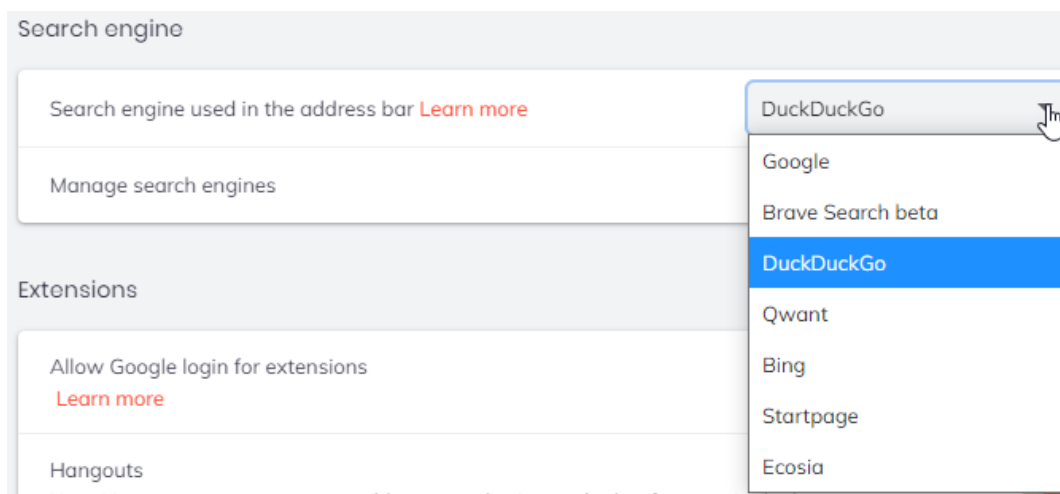 Search engine
Search engine used in the address bar Learn more
DuckDuckGo
Manage search engines
Google
Brave Search beta
DuckDuckGo
Qwant
Bing
Startpage
Ecosia
Extensions
Allow Google login for extensions
Learn more
Hangouts